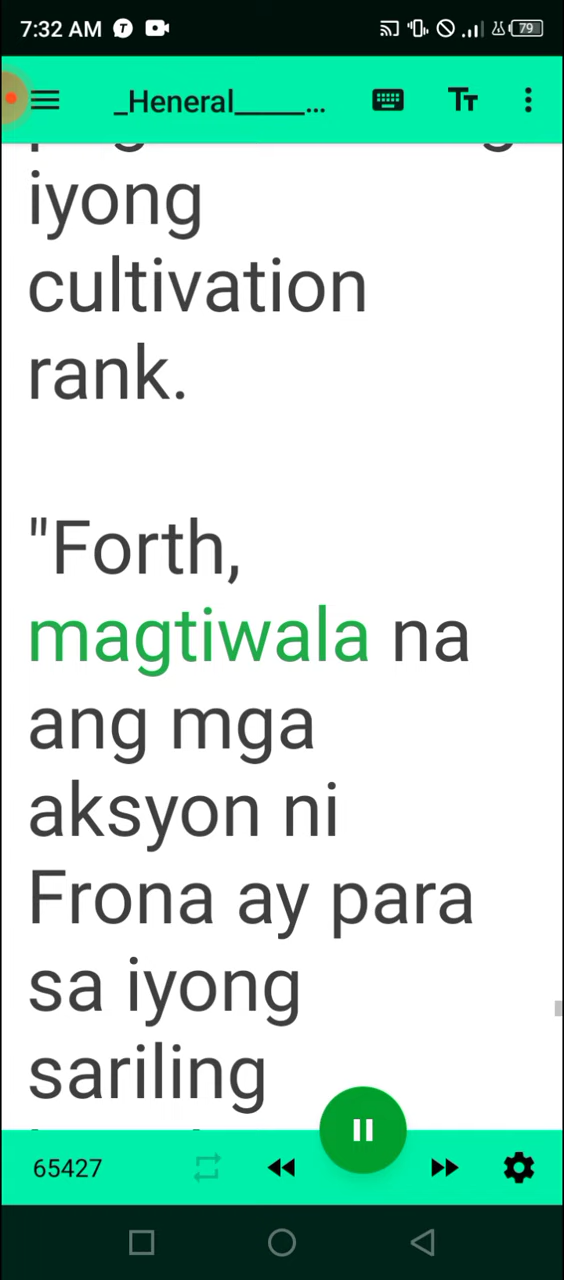 7:32 AM
79
_Heneral_____...
iyong
cultivation
rank.
"Forth,
magtiwala na
ang mga
aksyon ni
Frona ay para
sa iyong
sariling
65427